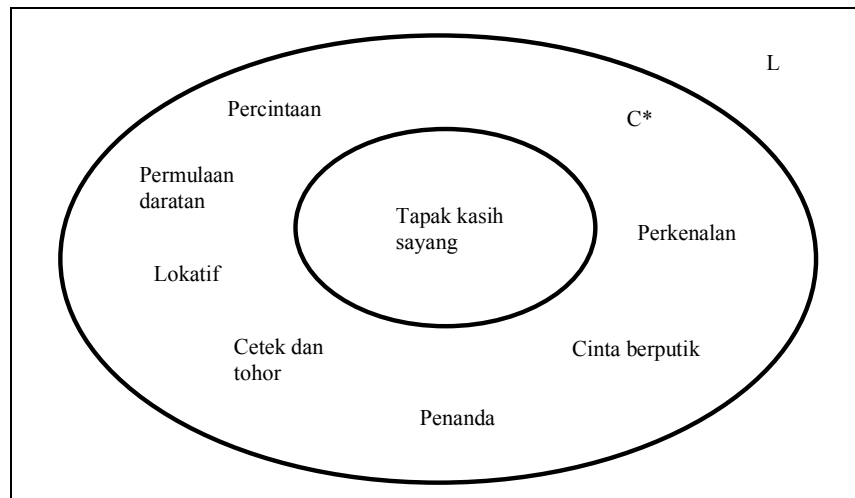 L
Percintaan
C*
Permulaan
daratan
Tapak kasih
sayang
Perkenalan
Lokatif
Cetek dan
tohor
Cinta berputik
Penanda